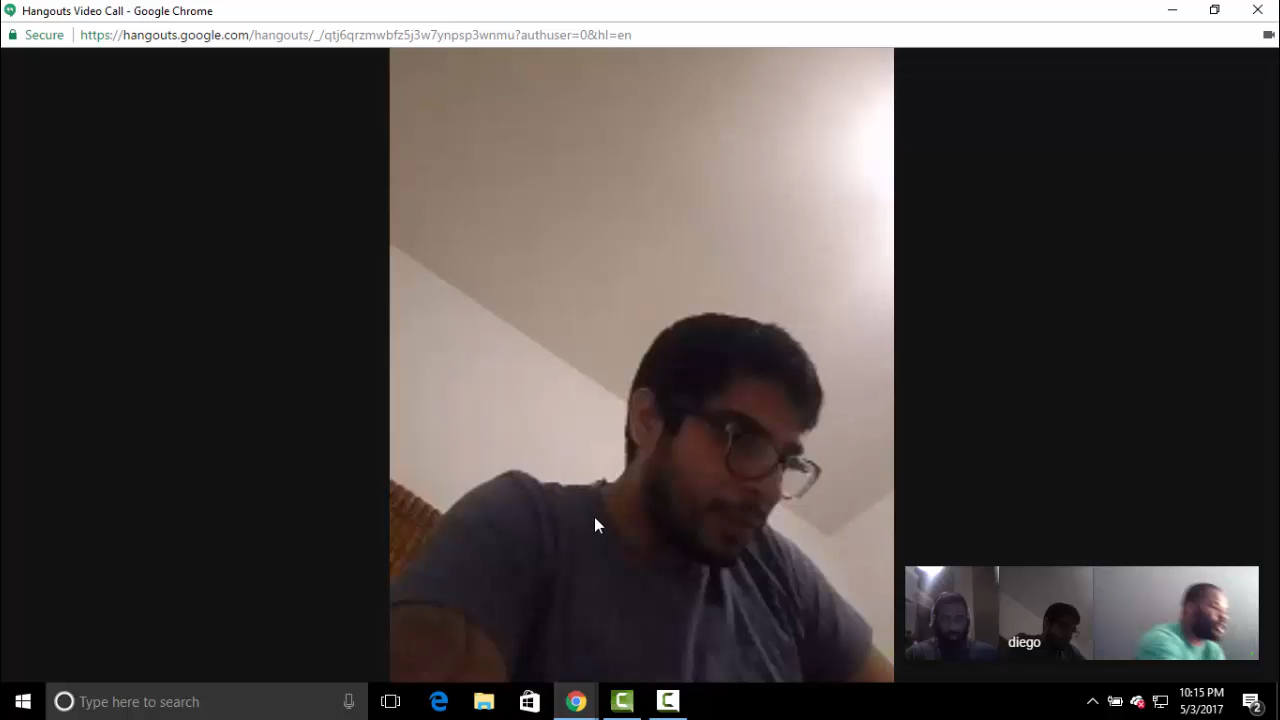 Hangouts Video Call - Google Chrome
Secure
https://hangouts.google.com/hangouts/_/qtj6qrzmwbfz5j3w7ynpsp3wnmu?authuser=0&hl=en
diego
Type here to search
10:15 PM
5/3/2017
2